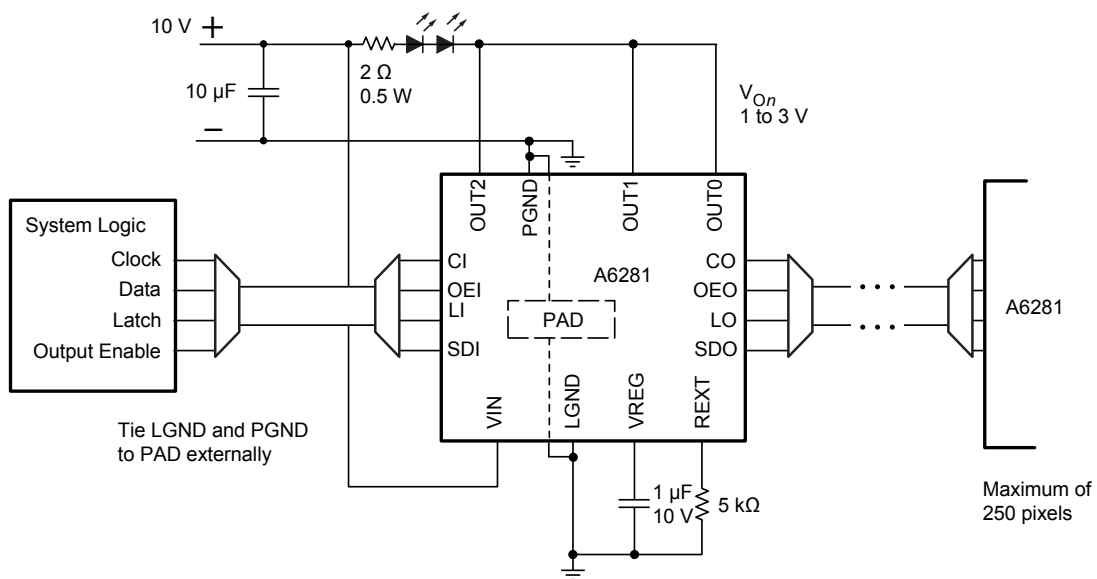 10 V +
10 µF
–
2 Ω
0.5 W
V_On
1 to 3 V
OUT2
PGND
OUT1
OUT0
System Logic
Clock
Data
Latch
Output Enable
CI
OEI
LI
SDI
A6281
PAD
CO
OEO
LO
SDO
A6281
VIN
LGND
VREG
REXT
Tie LGND and PGND
to PAD externally
1 µF
10 V
5 kΩ
Maximum of
250 pixels